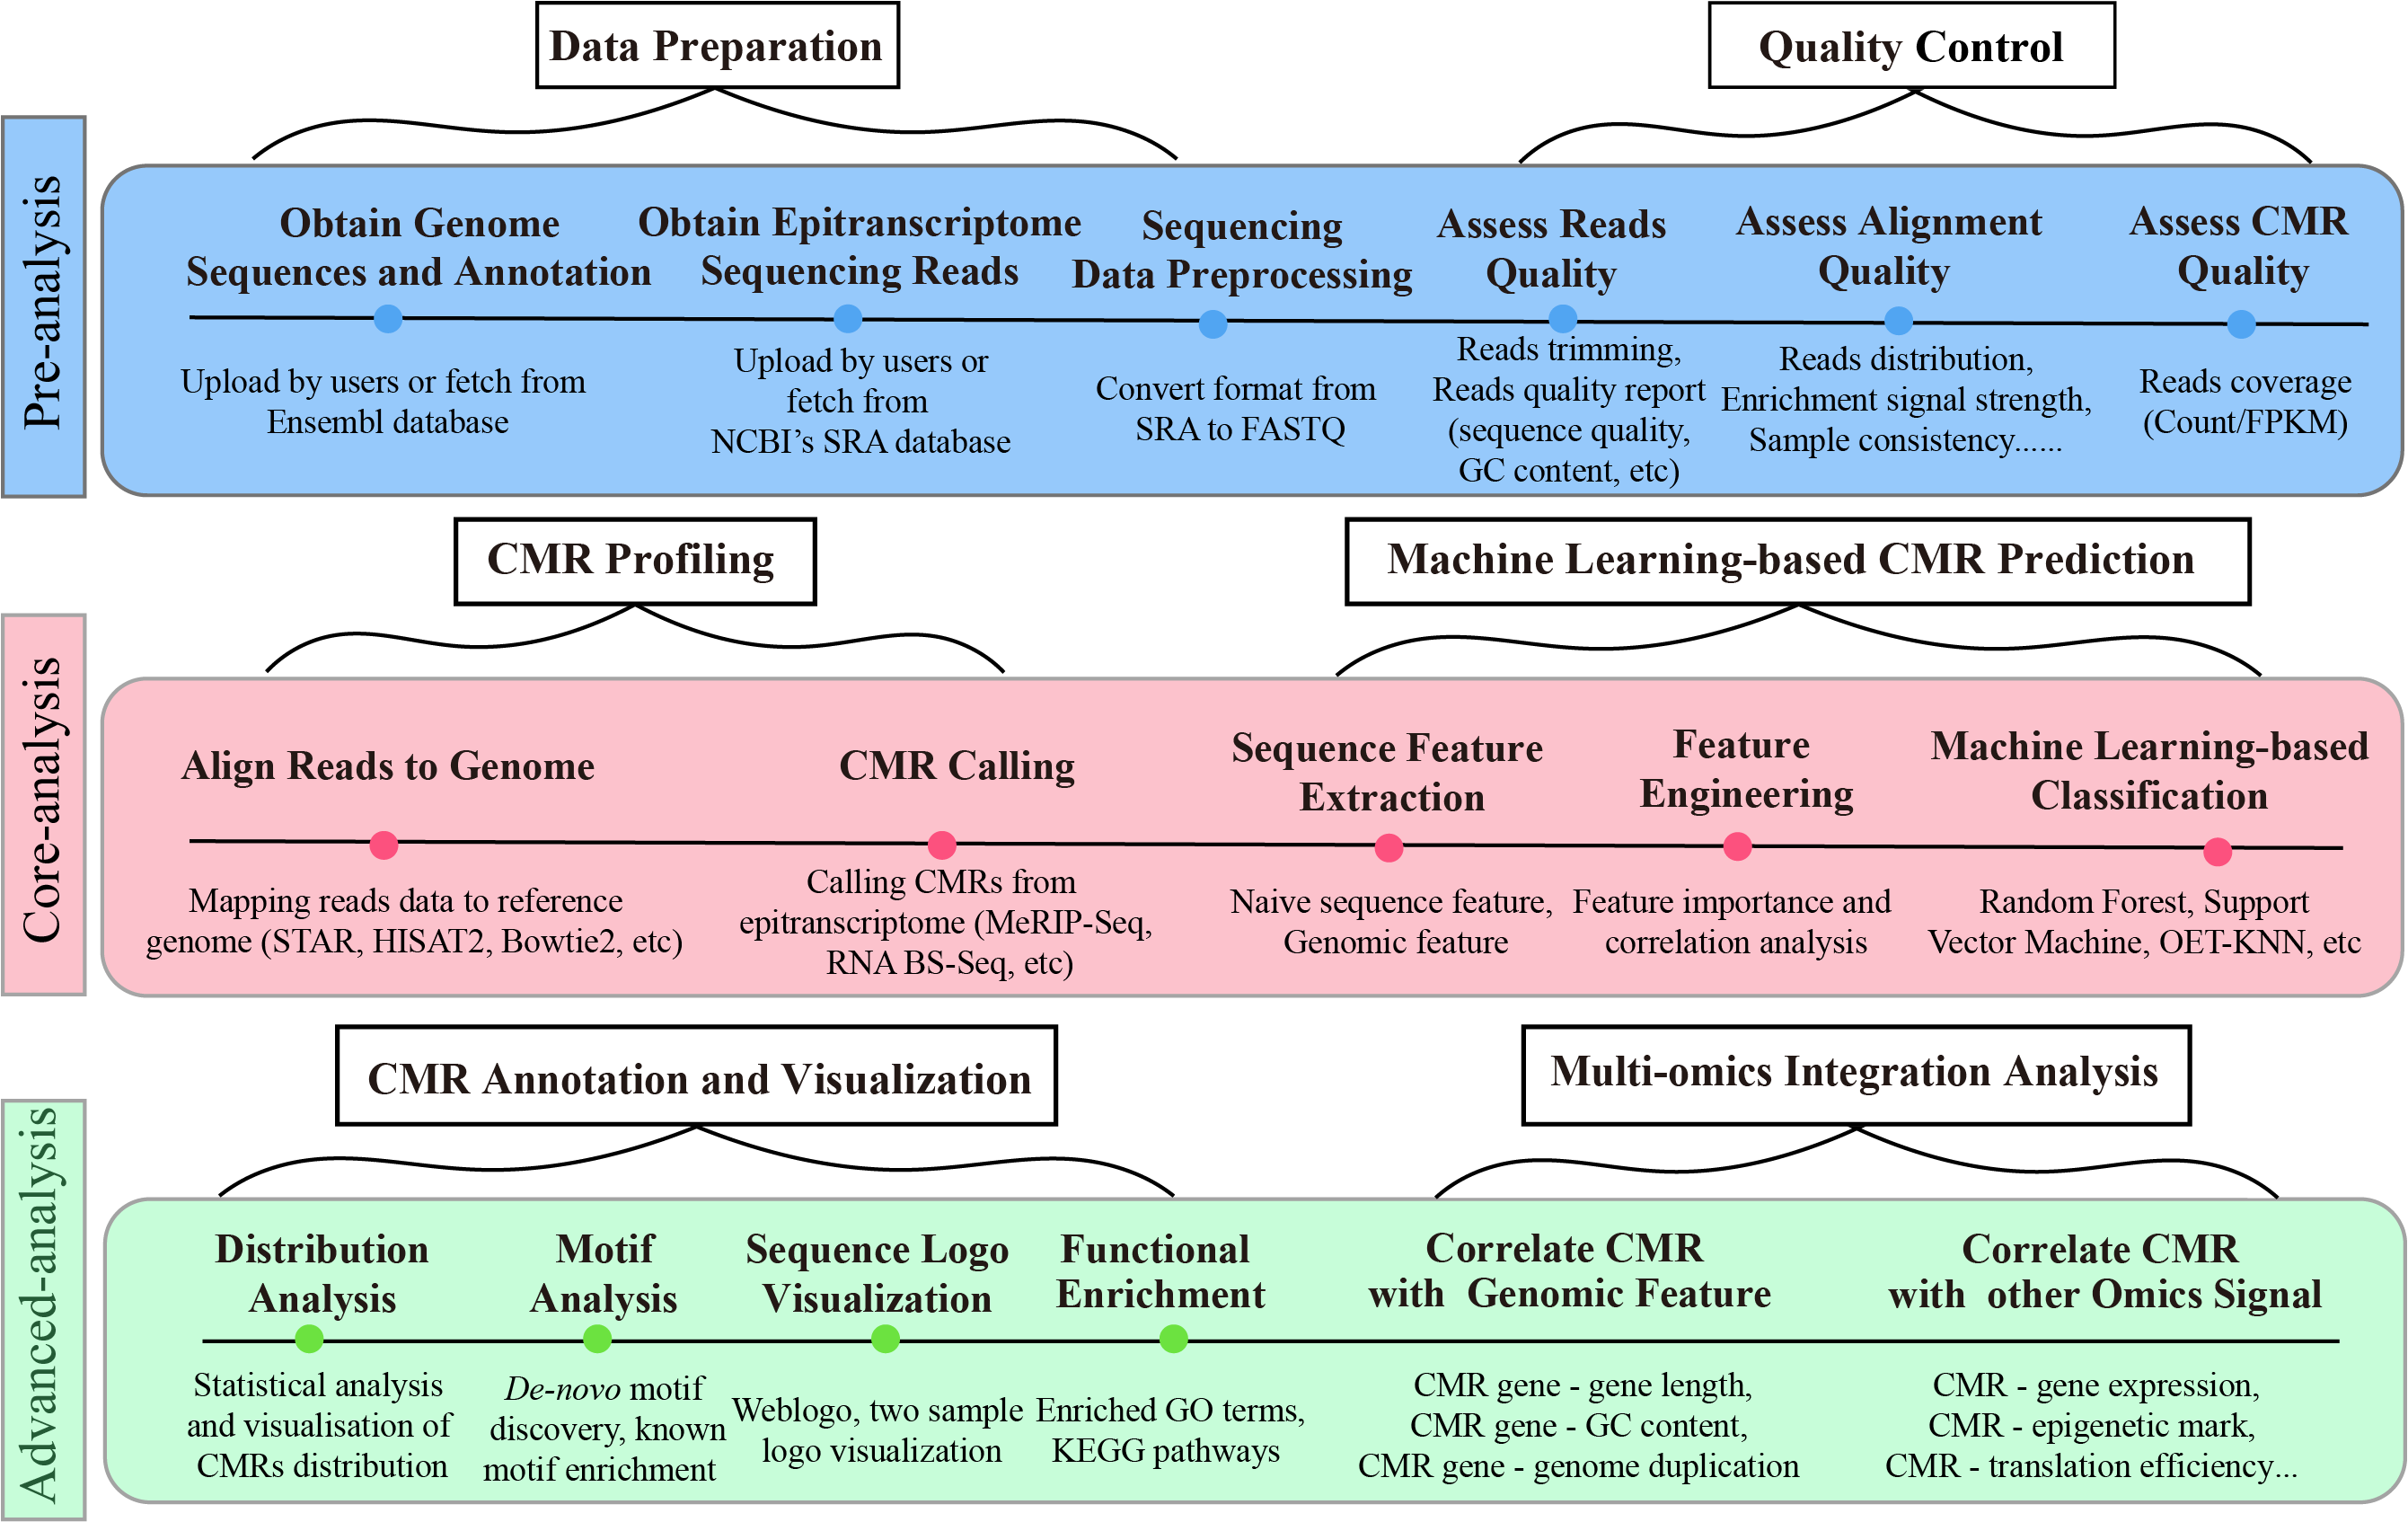 Data Preparation
Quality Control
Pre-analysis
Obtain Genome
Sequences and Annotation
Upload by users or fetch from
Ensembl database
Obtain Epitranscriptome
Sequencing Reads
Upload by users or
fetch from
NCBI’s SRA database
Sequencing
Data Preprocessing
Convert format from
SRA to FASTQ
Assess Reads
Quality
Reads trimming,
Reads quality report
(sequence quality,
GC content, etc)
Assess Alignment
Quality
Reads distribution,
Enrichment signal strength,
Sample consistency......
Assess CMR
Quality
Reads coverage
(Count/FPKM)
CMR Profiling
Machine Learning-based CMR Prediction
Core-analysis
Align Reads to Genome
Mapping reads data to reference
genome (STAR, HISAT2, Bowtie2, etc)
CMR Calling
Calling CMRs from
epitranscriptome (MeRIP-Seq,
RNA BS-Seq, etc)
Sequence Feature
Extraction
Naive sequence feature,
Genomic feature
Feature
Engineering
Feature importance and
correlation analysis
Machine Learning-based
Classification
Random Forest, Support
Vector Machine, OET-KNN, etc
CMR Annotation and Visualization
Multi-omics Integration Analysis
Advanced-analysis
Distribution
Analysis
Statistical analysis
and visualisation of
CMRs distribution
Motif
Analysis
De-novo motif
discovery, known
motif enrichment
Sequence Logo
Visualization
Weblogo, two sample
logo visualization
Functional
Enrichment
Enriched GO terms,
KEGG pathways
Correlate CMR
with Genomic Feature
CMR gene - gene length,
CMR gene - GC content,
CMR gene - genome duplication
Correlate CMR
with other Omics Signal
CMR - gene expression,
CMR - epigenetic mark,
CMR - translation efficiency...